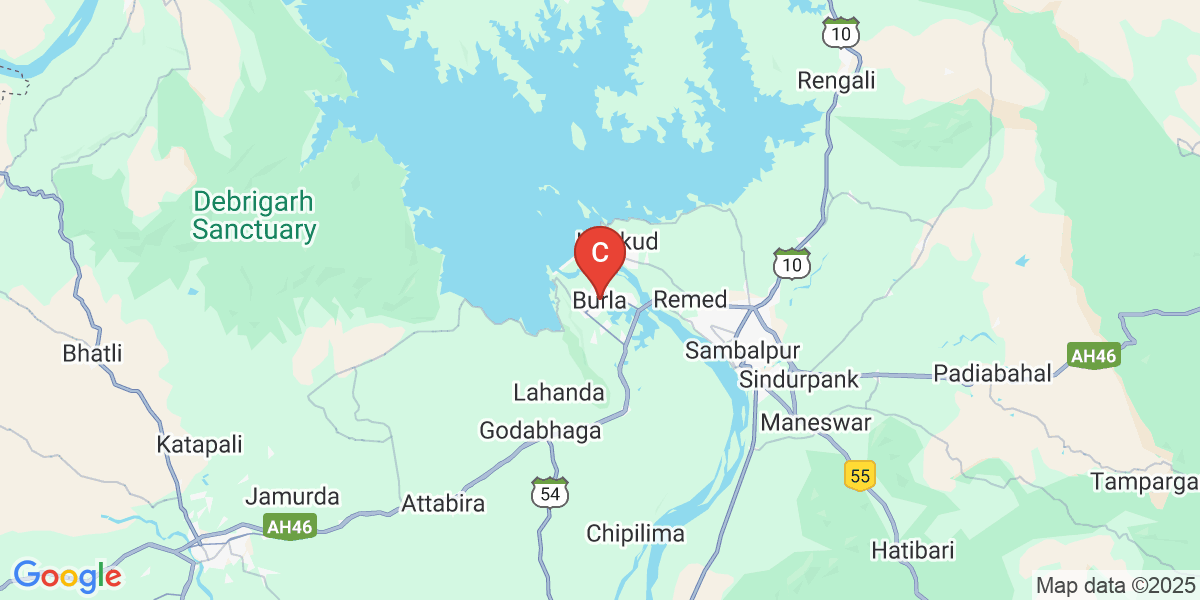 10
Rengali
Debrigarh
Sanctuary
kud
C
10
Burla
Remed
Bhatli
Sambalpur
AH46
Padiabahal
Sindurpank
Lahanda
Maneswar
Godabhaga
Katapali
55
Tamparga
54
Jamurda
Attabira
AH46
Chipilima
Hatibari
Google
Map data ©2025